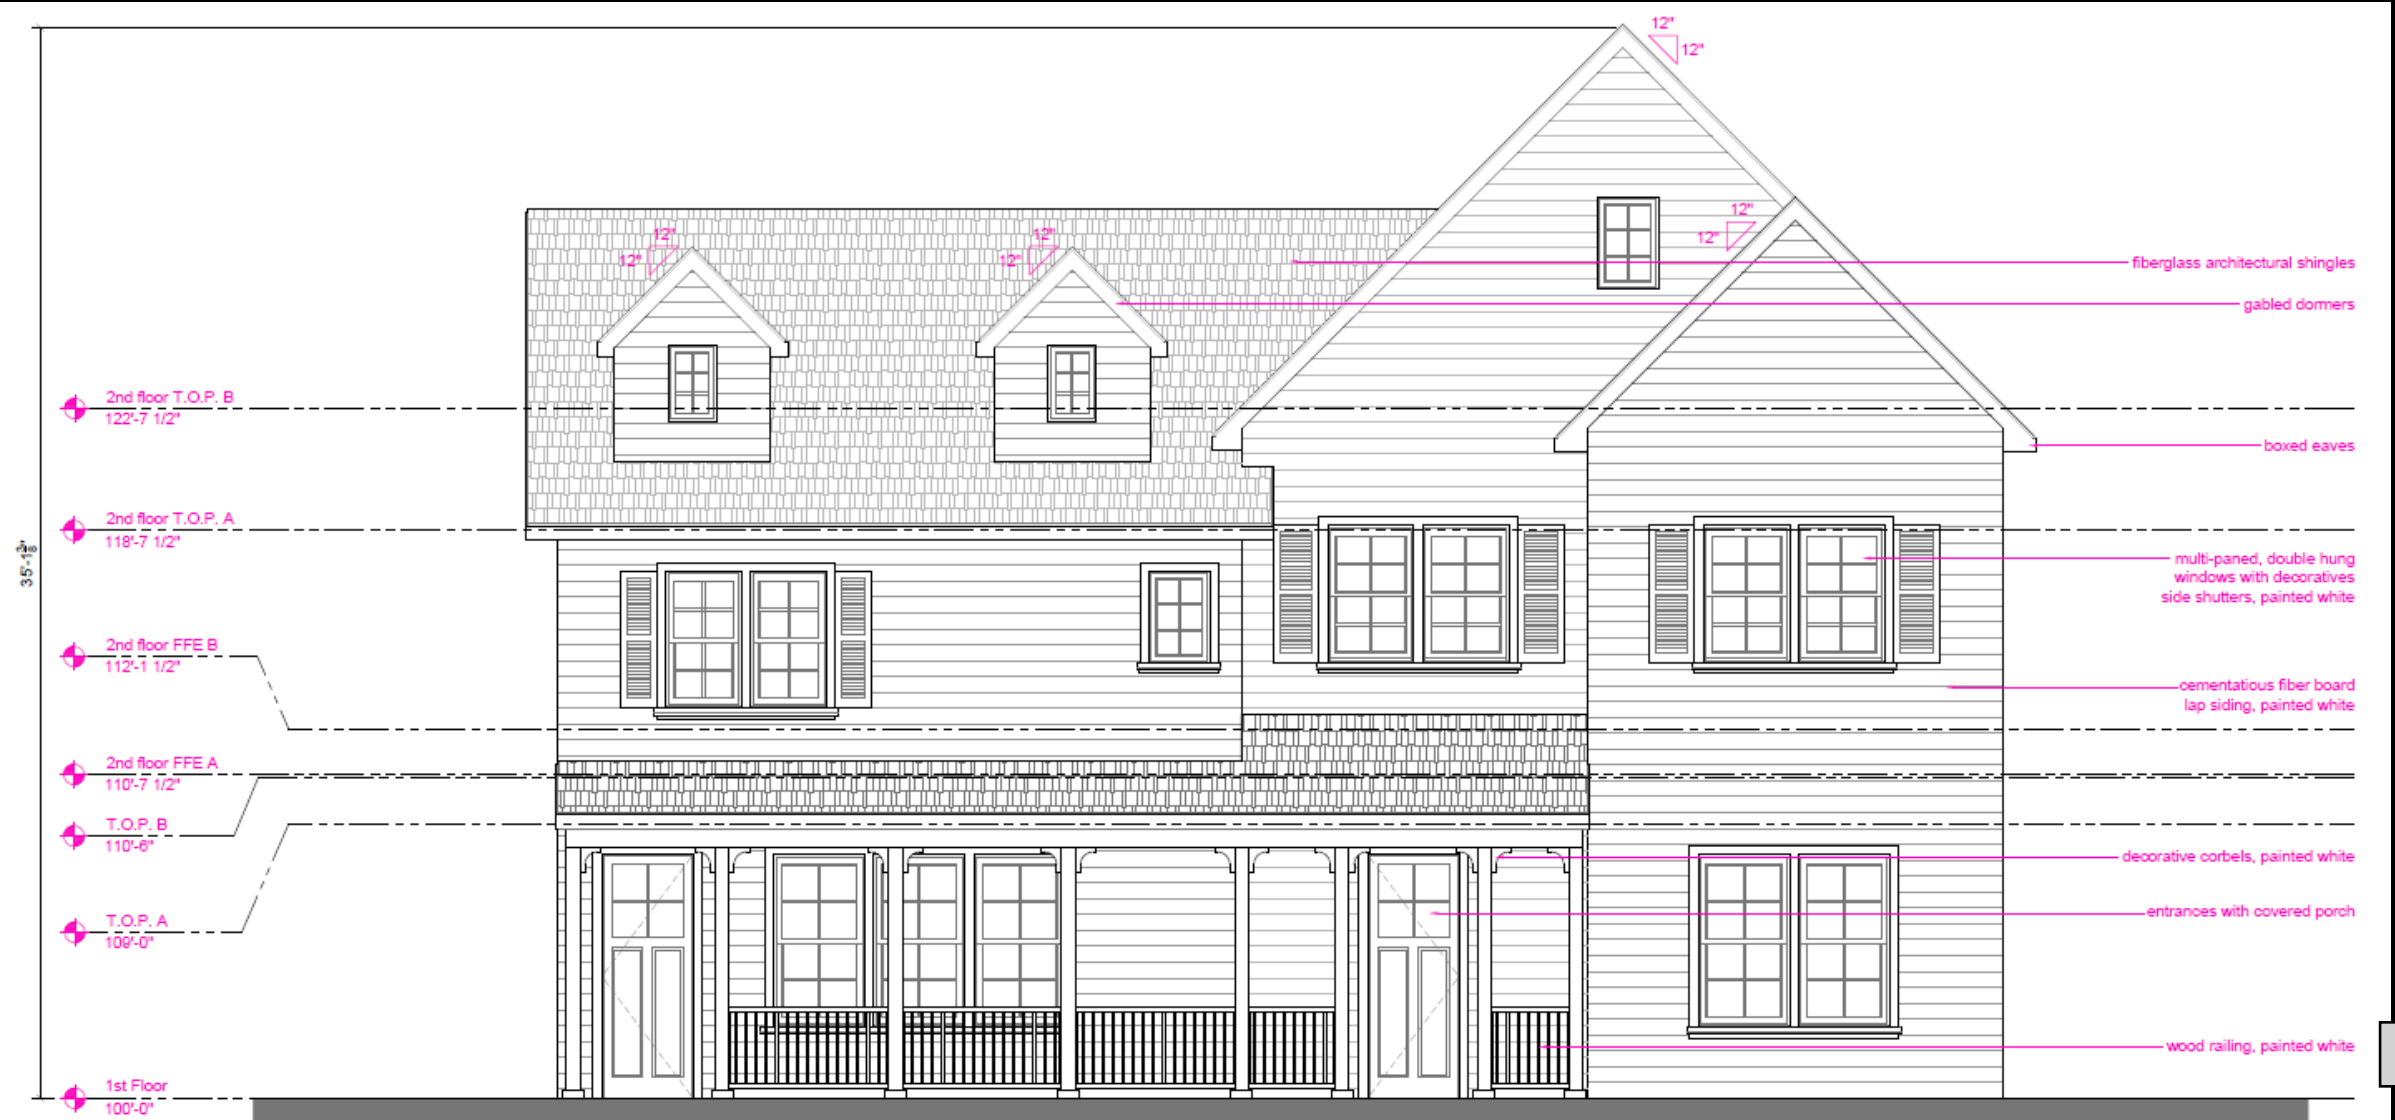 12"
12"
12"
12"
12"
12"
12"
12"
fiberglass architectural shingles
gabled dormers
2nd floor T.O.P. B
122'-7 1/2"
boxed eaves
2nd floor T.O.P. A
118'-7 1/2"
35'-1 3/8"
multi-paned, double hung
windows with decoratives
side shutters, painted white
2nd floor FFE B
112'-1 1/2"
cementatious fiber board
lap siding, painted white
2nd floor FFE A
110'-7 1/2"
T.O.P. B
110'-6"
decorative corbels, painted white
T.O.P. A
109'-0"
entrances with covered porch
wood railing, painted white
1st Floor
100'-0"